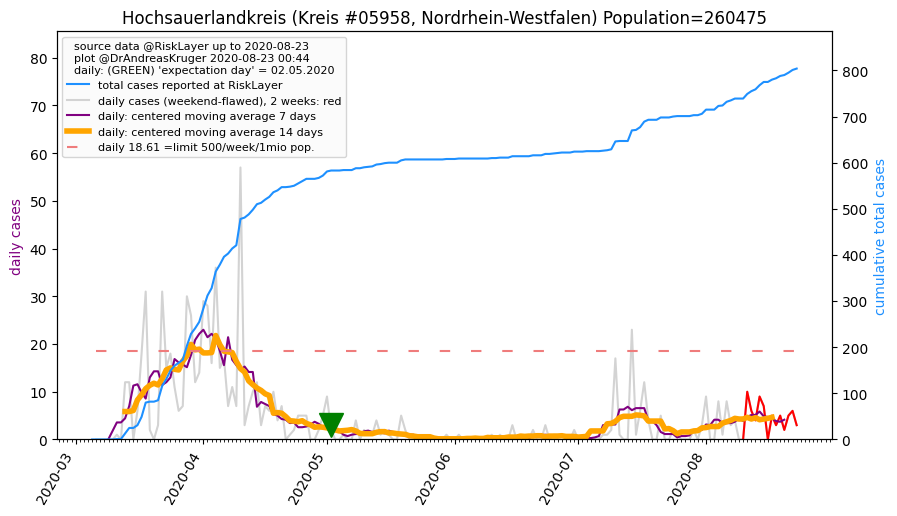 Hochsauerlandkreis (Kreis #05958, Nordrhein-Westfalen) Population=260475
source data @RiskLayer up to 2020-08-23
plot @DrAndreasKruger 2020-08-23 00:44
daily: (GREEN) 'expectation day' = 02.05.2020
total cases reported at RiskLayer
daily cases (weekend-flawed), 2 weeks: red
daily: centered moving average 7 days
daily: centered moving average 14 days
daily 18.61 =limit 500/week/1mio pop.
daily cases
80
70
60
50
40
30
20
10
0
cumulative total cases
800
700
600
500
400
300
200
100
0
2020-03
2020-04
2020-05
2020-06
2020-07
2020-08